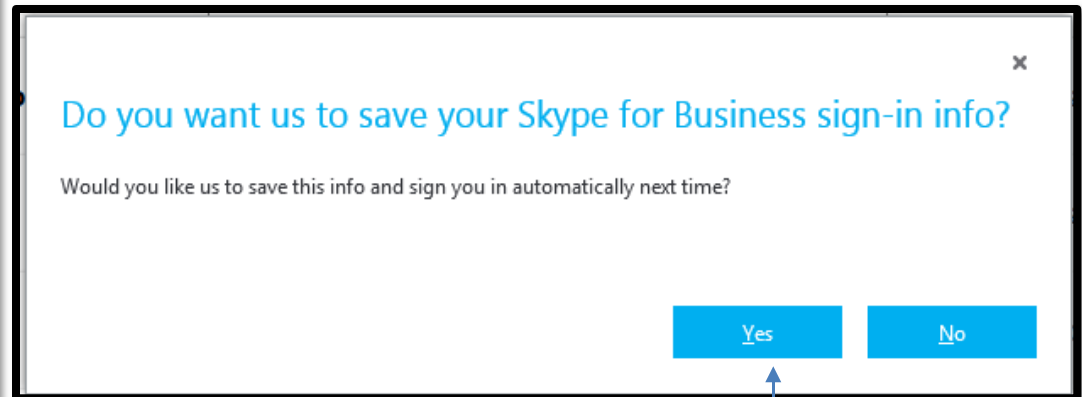 Do you want us to save your Skype for Business sign-in info?
Would you like us to save this info and sign you in automatically next time?
Yes No